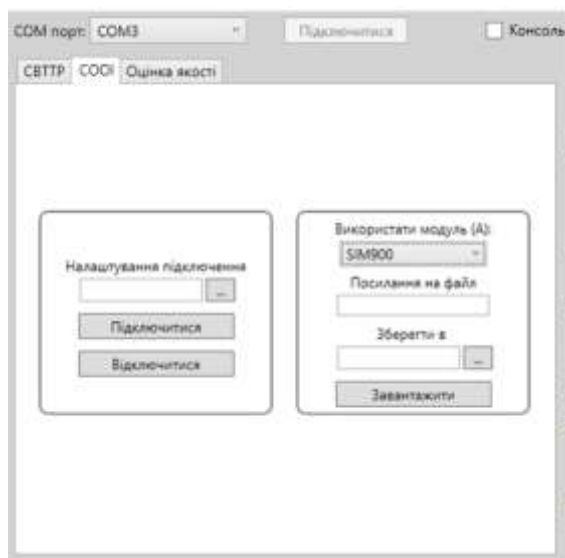 COM порт: COM3 Підключитися Консоль
СВТТР СОСІ Оцінка якості
Використати модуль (А):
SIM900
Налаштування підключення
Посилання на файл
...
Підключитися
Зберегти в
...
Відключитися
Завантажити